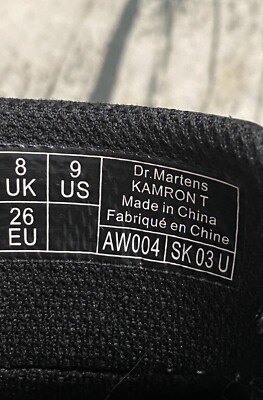 8 UK
9 US
26 EU
Dr.Martens
KAMRON T
Made in China
Fabriqué en Chine
AW004
SK 03 U